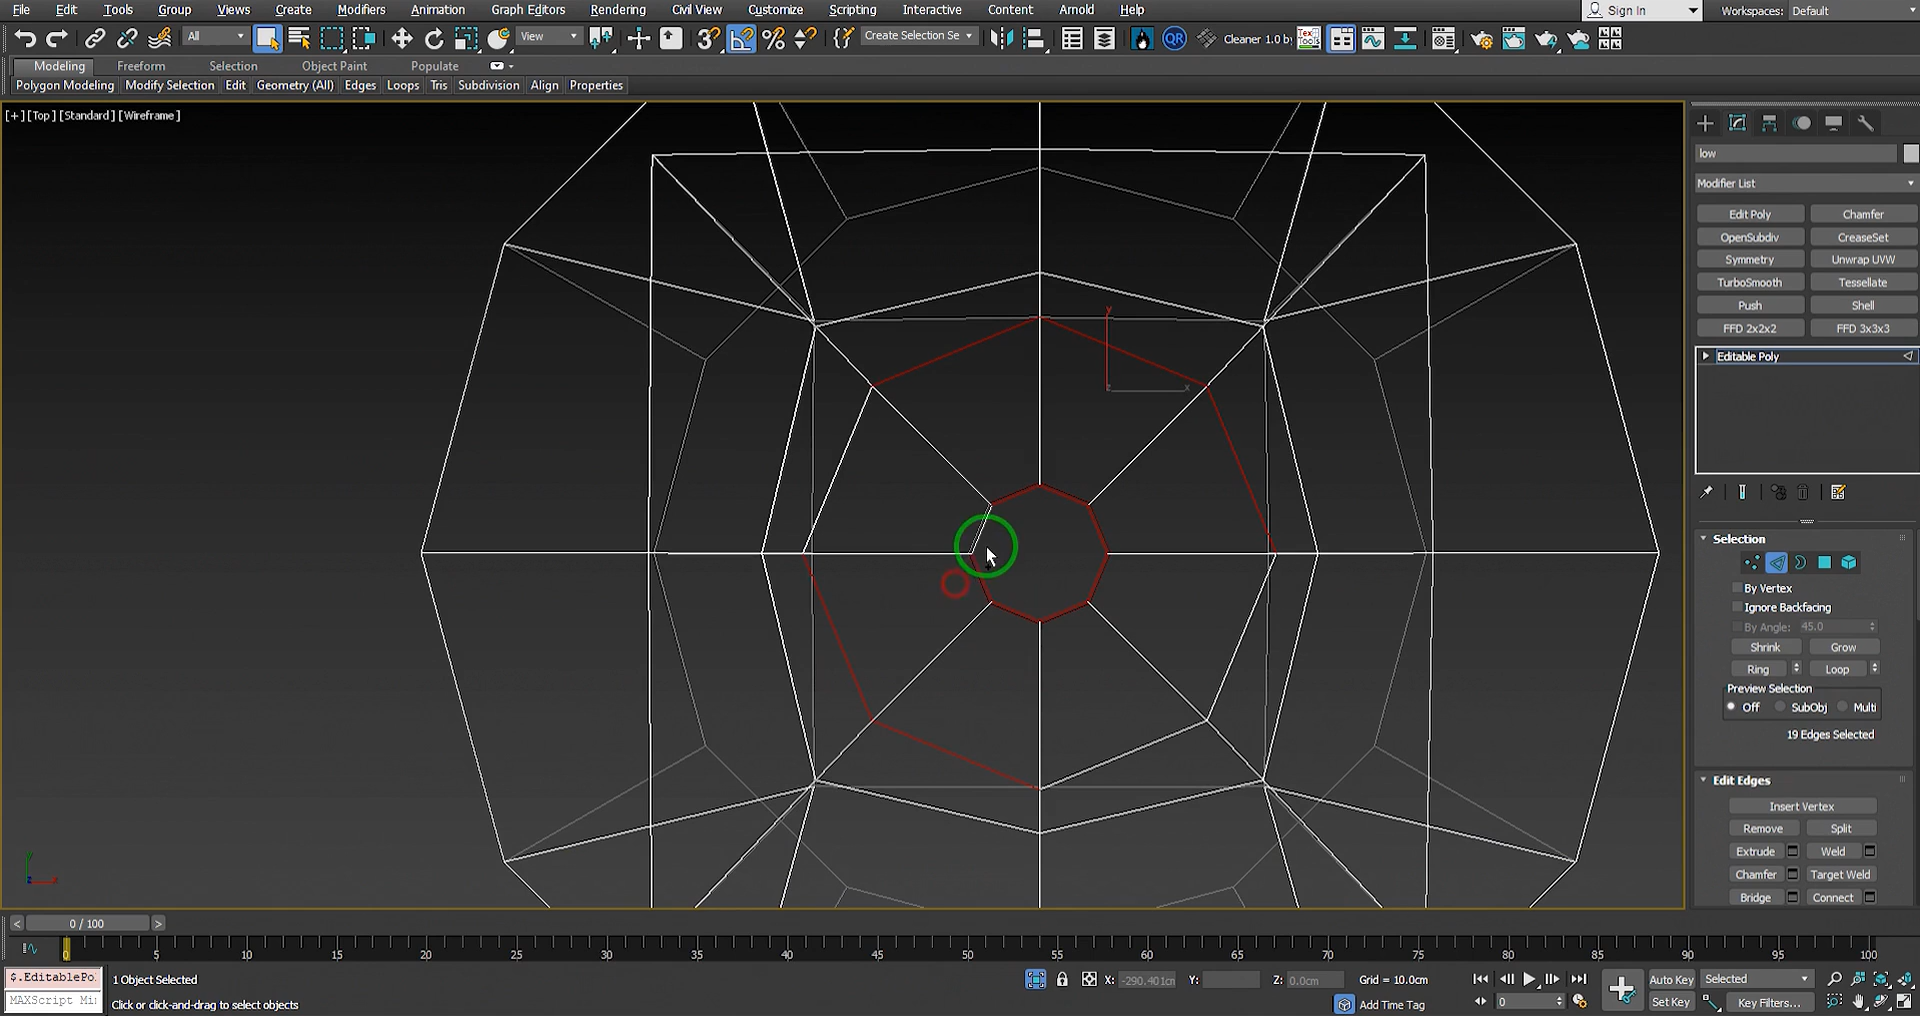 File Edit Tools Group Views Create Modifiers Animation Graph Editors Rendering Civil View Customize Scripting Interactive Content Arnold Help Sign In Workspaces: Default
All View Create Selection Se QR Cleaner 1.0 by
Modeling Freeform Selection Object Paint Populate
Polygon Modeling Modify Selection Edit Geometry (All) Edges Loops Tris Subdivision Align Properties
[+] [Top] [Standard] [Wireframe]
low
Modifier List
Edit Poly Chamfer
OpenSubdiv CreaseSet
Symmetry Unwrap UVW
TurboSmooth Tessellate
Push Shell
FFD 2x2x2 FFD 3x3x3
Editable Poly
y
x
Selection
By Vertex
Ignore Backfacing
By Angle: 45.0
Shrink Grow
Ring Loop
Preview Selection
Off SubObj Multi
19 Edges Selected
Edit Edges
Insert Vertex
Remove Split
Extrude Weld
Chamfer Target Weld
Bridge Connect
< 0 / 100 >
0 5 10 15 20 25 30 35 40 45 50 55 60 65 70 75 80 85 90 95 100
$.EditablePo 1 Object Selected X: -290.401cm Y: Z: 0.0cm Grid = 10.0cm Auto Key Selected
MAXScript Mi Click or click-and-drag to select objects Add Time Tag 0 Set Key Key Filters...